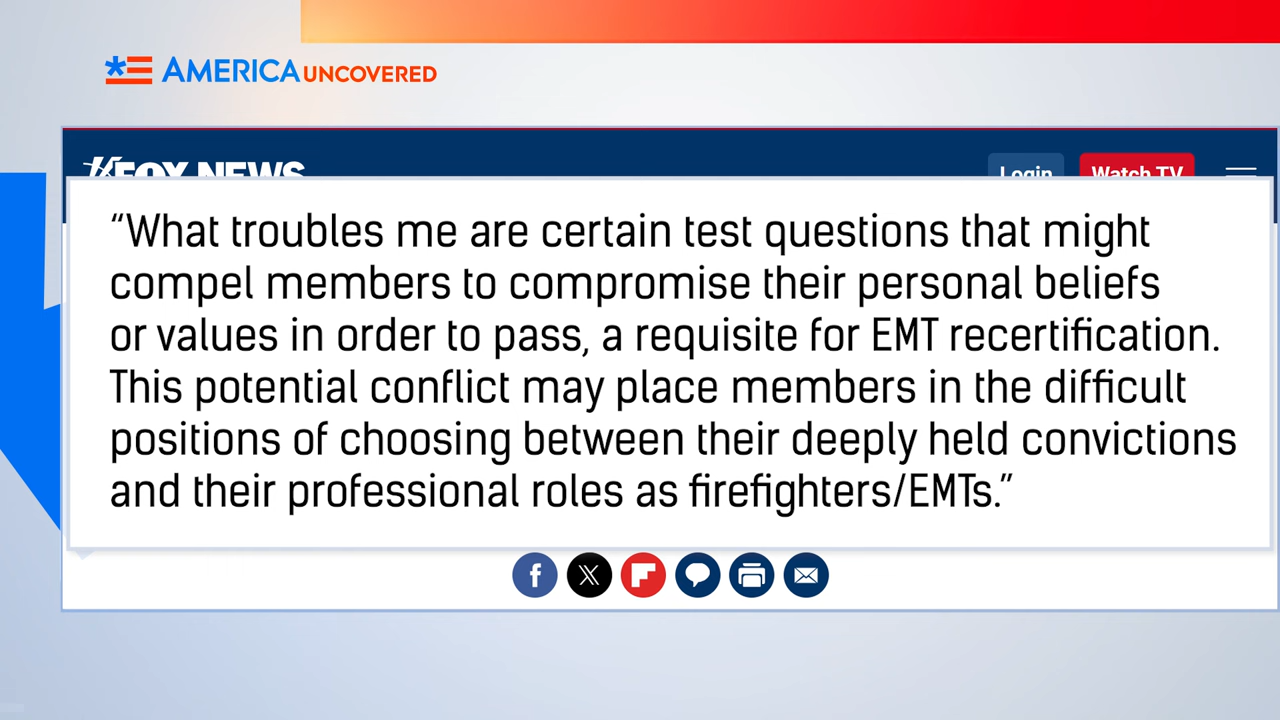 AMERICA UNCOVERED
FOX NEWS
Login
Watch TV
“What troubles me are certain test questions that might
compel members to compromise their personal beliefs
or values in order to pass, a requisite for EMT recertification.
This potential conflict may place members in the difficult
positions of choosing between their deeply held convictions
and their professional roles as firefighters/EMTs.”